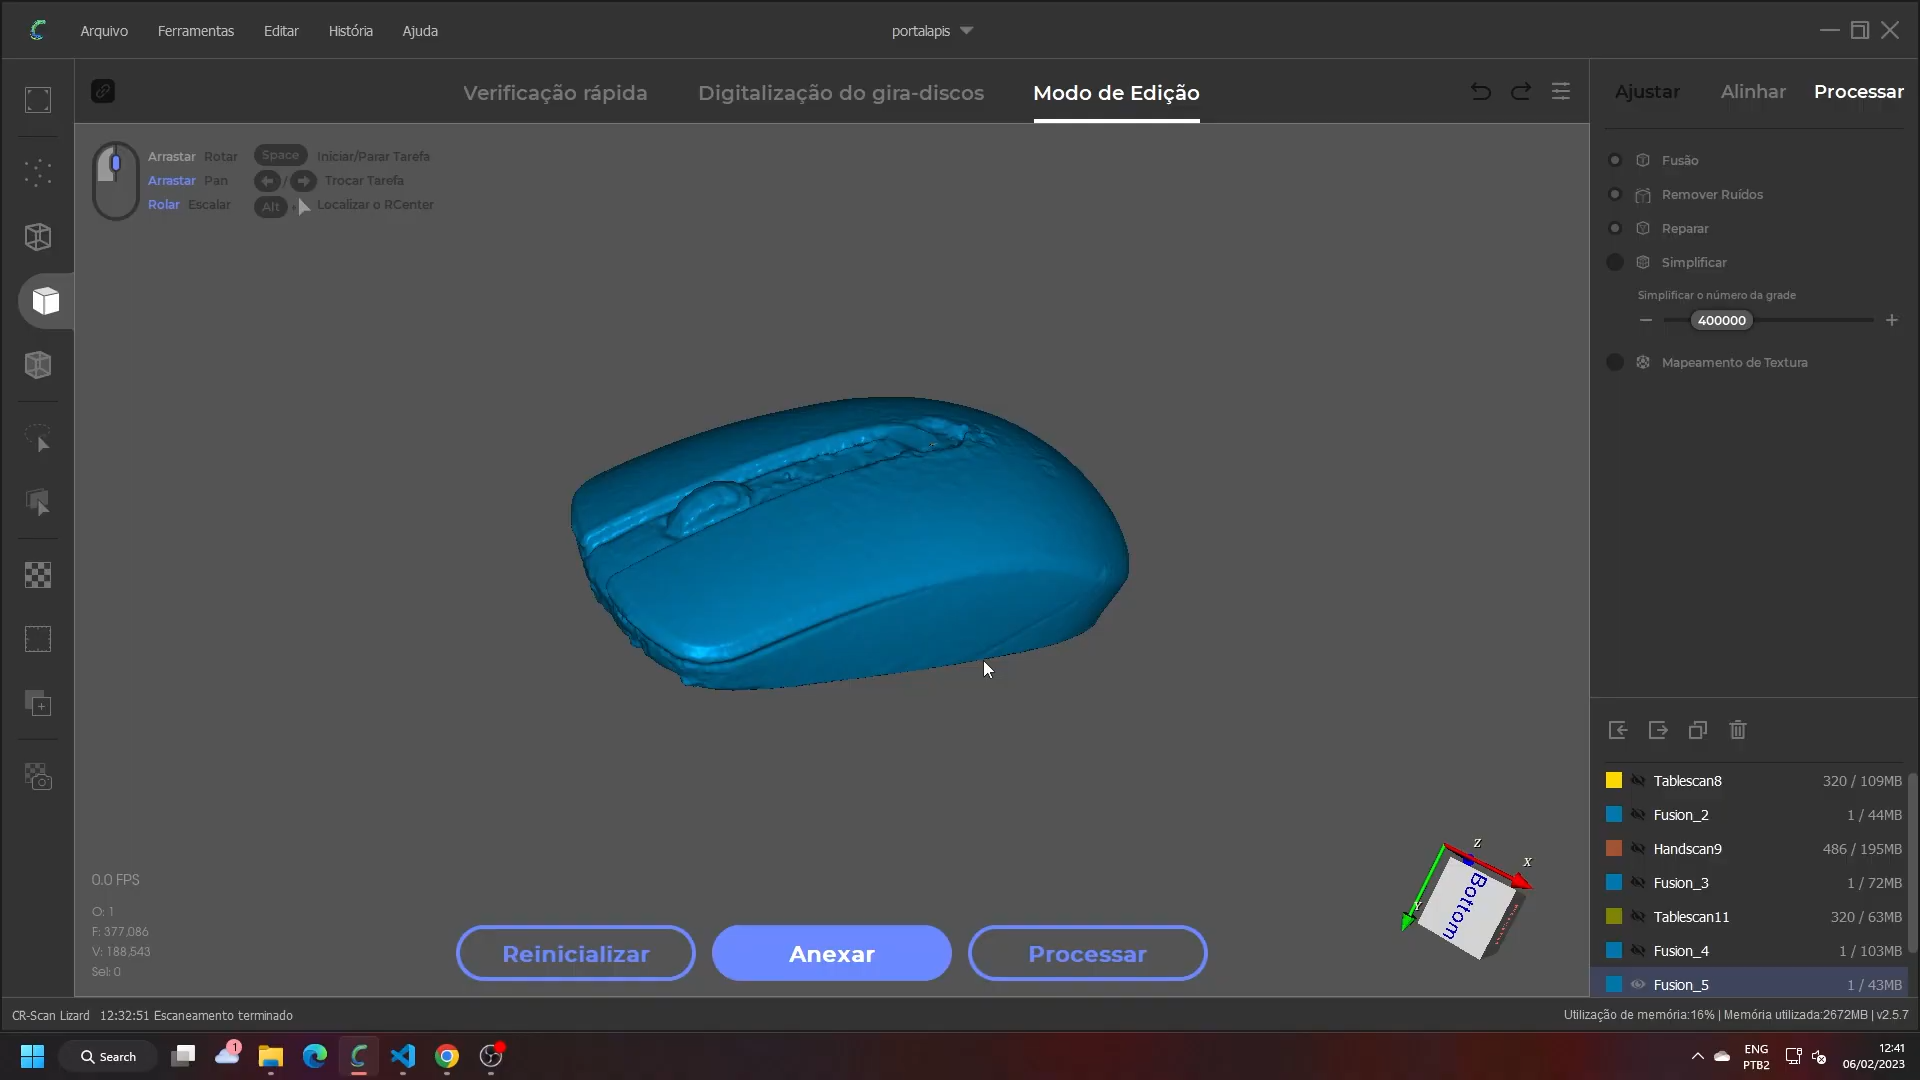 Arquivo Ferramentas Editar História Ajuda
portalapis
Verificação rápida Digitalização do gira-discos Modo de Edição
Ajustar Alinhar Processar
Arrastar Rotar Space Iniciar/Parar Tarefa
Arrastar Pan / Trocar Tarefa
Rolar Escalar Alt + Localizar o RCenter
Fusão
Remover Ruídos
Reparar
Simplificar
Simplificar o número da grade
400000
Mapeamento de Textura
Tablescan8 320 / 109MB
Fusion_2 1 / 44MB
Handscan9 486 / 195MB
Fusion_3 1 / 72MB
Tablescan11 320 / 63MB
Fusion_4 1 / 103MB
Fusion_5 1 / 43MB
Z
X
Y
Bottom
0.0 FPS
O: 1
F: 377,086
V: 188,543
Sel: 0
Reinicializar Anexar Processar
CR-Scan Lizard 12:32:51 Escaneamento terminado
Utilização de memória:16% | Memória utilizada:2672MB | v2.5.7
Search
1
ENG
PTB2
12:41
06/02/2023